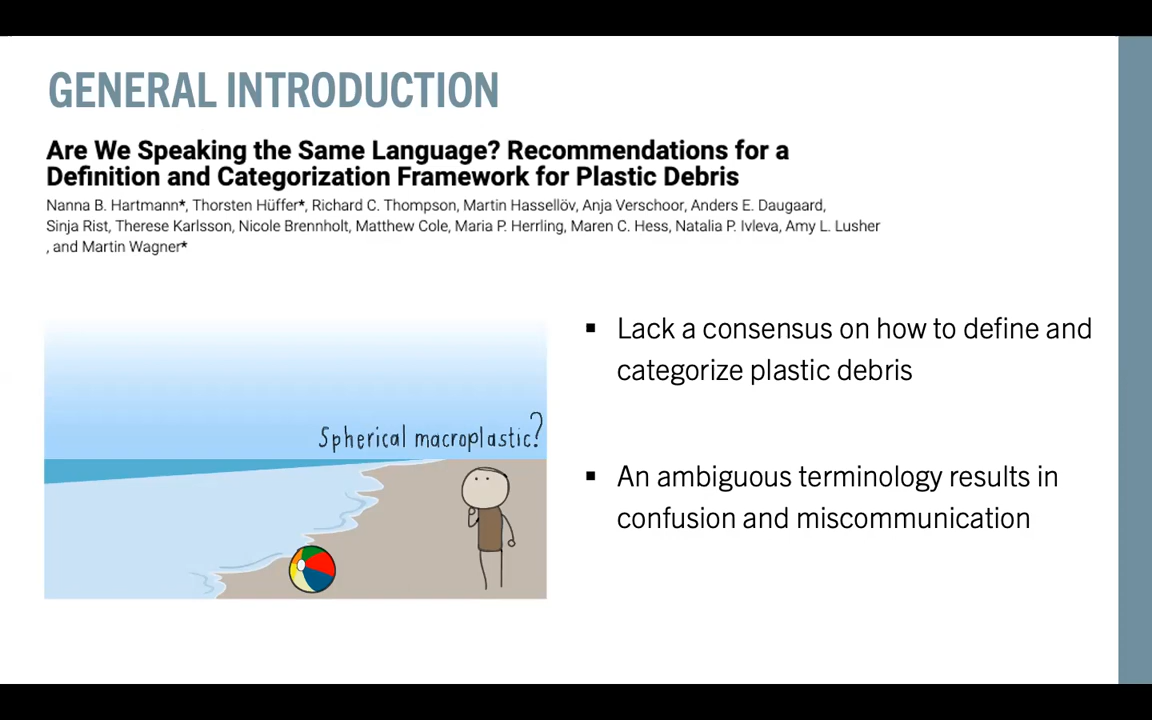 GENERAL INTRODUCTION
Are We Speaking the Same Language? Recommendations for a
Definition and Categorization Framework for Plastic Debris
Nanna B. Hartmann*, Thorsten Hüffer*, Richard C. Thompson, Martin Hassellöv, Anja Verschoor, Anders E. Daugaard,
Sinja Rist, Therese Karlsson, Nicole Brennholt, Matthew Cole, Maria P. Herrling, Maren C. Hess, Natalia P. Ivleva, Amy L. Lusher
, and Martin Wagner*
Spherical macroplastic?
▪ Lack a consensus on how to define and
categorize plastic debris
▪ An ambiguous terminology results in
confusion and miscommunication